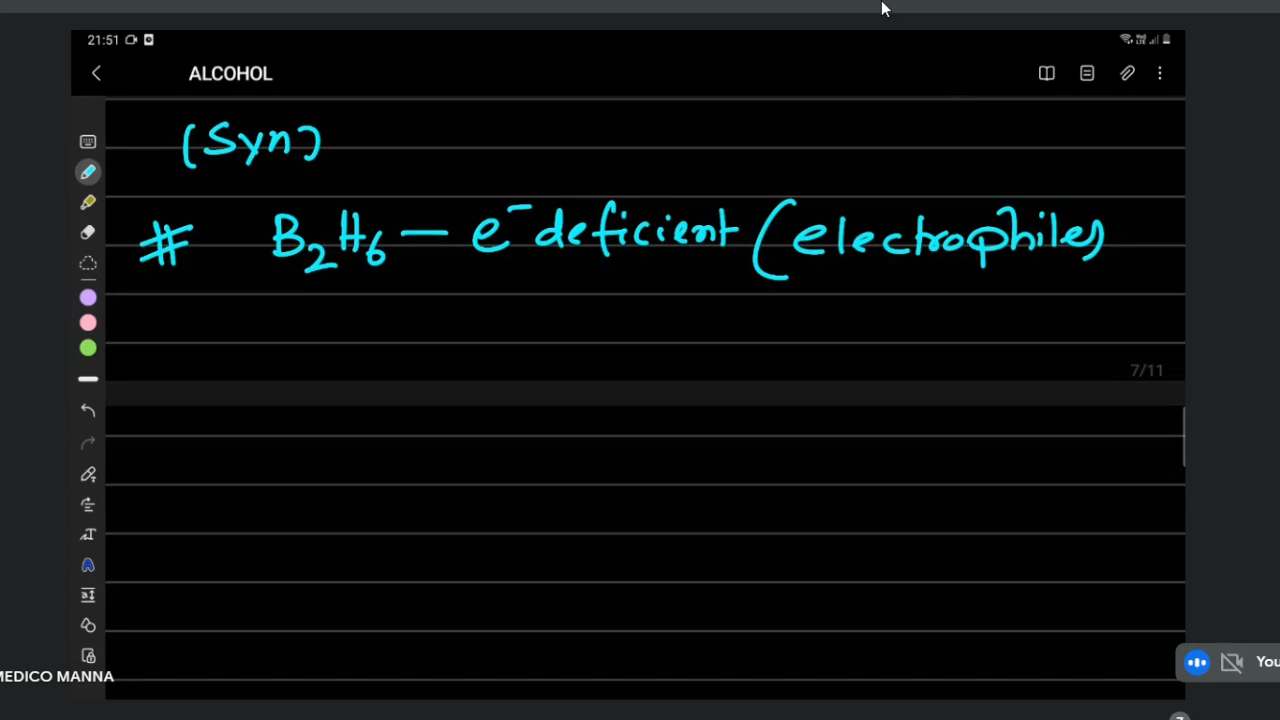 21:51
ALCOHOL
(Syn)
# B2H6 — e⁻ deficient (electrophiles
7/11
MEDICO MANNA
You